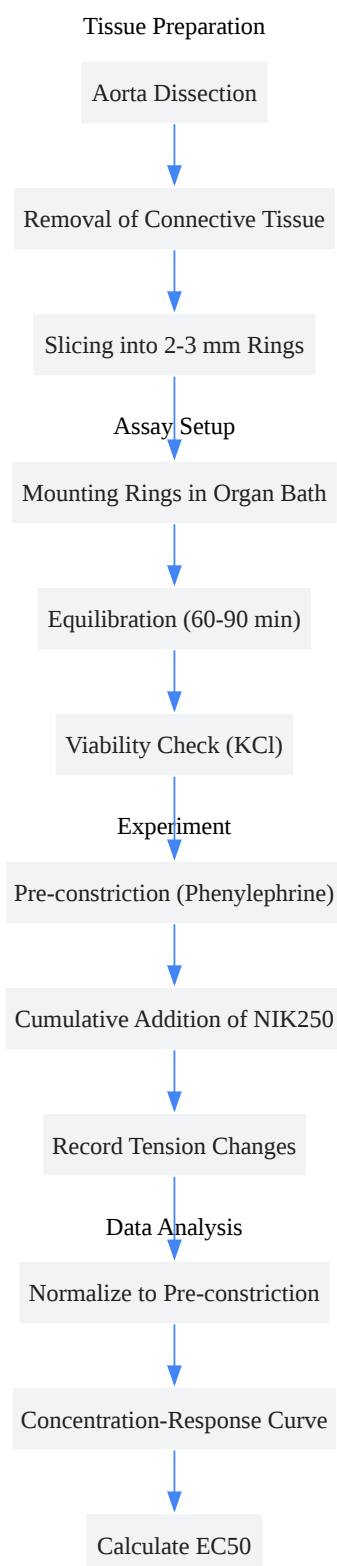 Tissue Preparation
Aorta Dissection
Removal of Connective Tissue
Slicing into 2-3 mm Rings
Assay Setup
Mounting Rings in Organ Bath
Equilibration (60-90 min)
Viability Check (KCl)
Experiment
Pre-constriction (Phenylephrine)
Cumulative Addition of NIK250
Record Tension Changes
Data Analysis
Normalize to Pre-constriction
Concentration-Response Curve
Calculate EC50